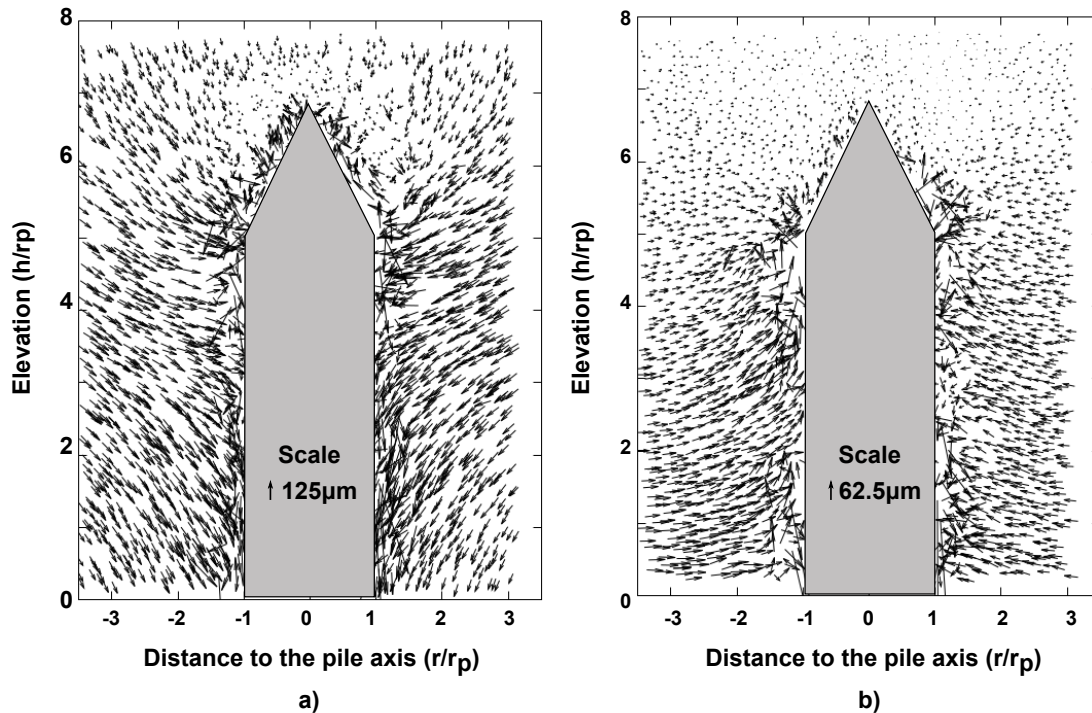 8
6
4
2
0
Elevation (h/rp)
Scale
125µm
-3 -2 -1 0 1 2 3
Distance to the pile axis (r/rp)
a)
8
6
4
2
0
Elevation (h/rp)
Scale
62.5µm
-3 -2 -1 0 1 2 3
Distance to the pile axis (r/rp)
b)